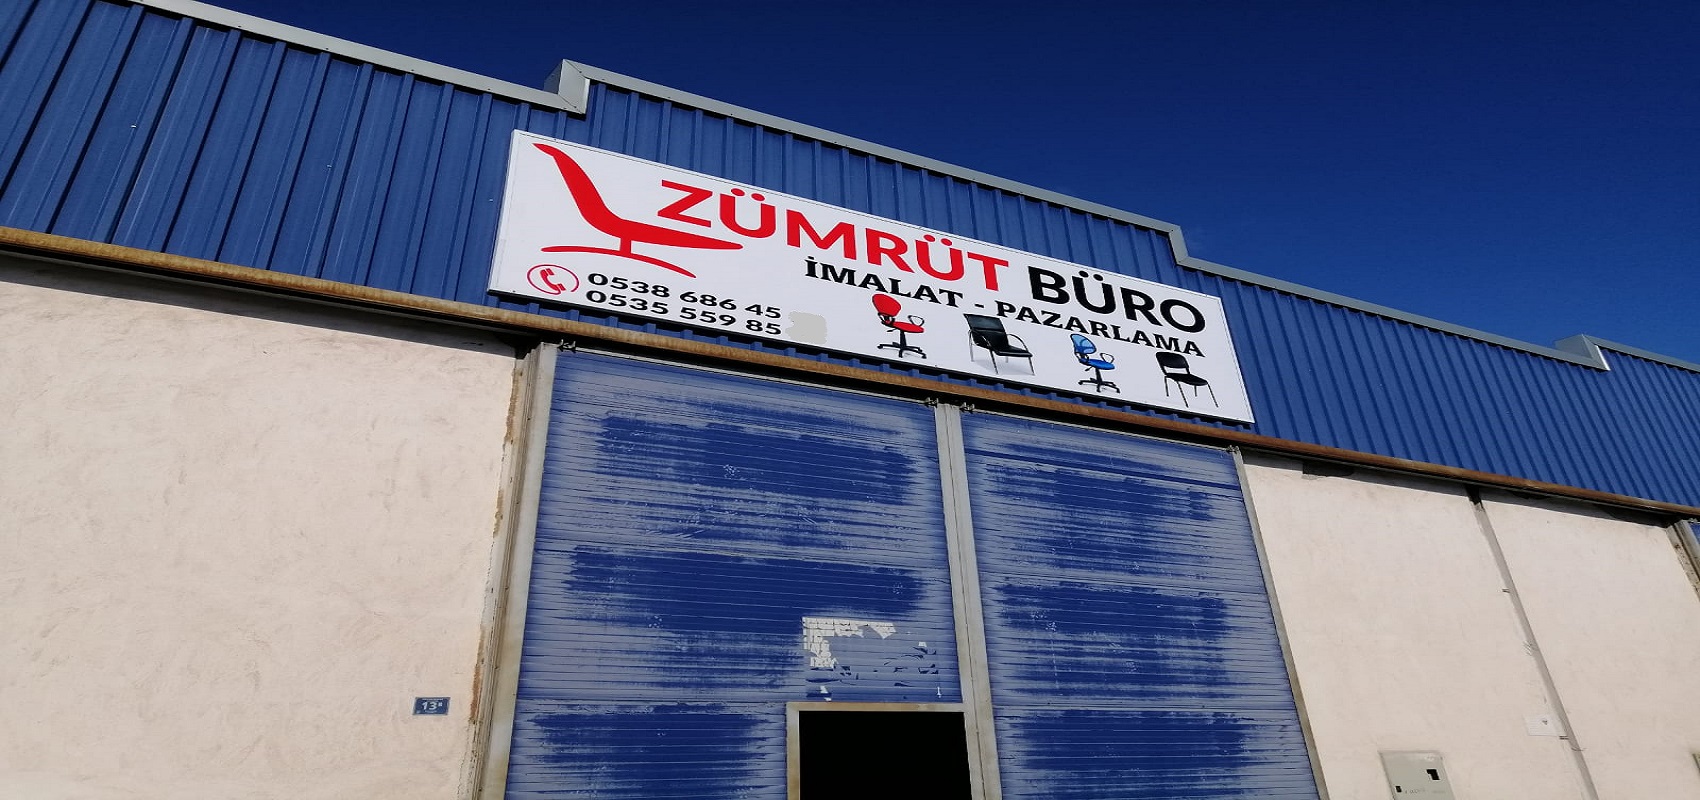 ZÜMRÜT BÜRO
İMALAT - PAZARLAMA
0538 686 45
0535 559 85
13